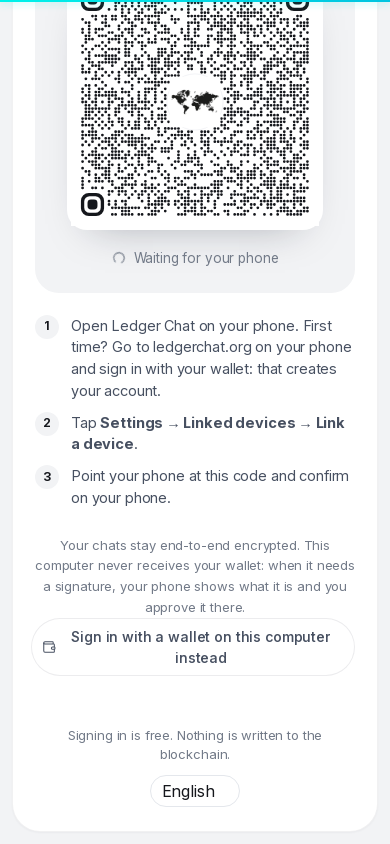 Waiting for your phone
1
Open Ledger Chat on your phone. First
time? Go to ledgerchat.org on your phone
and sign in with your wallet: that creates
your account.
2
Tap Settings → Linked devices → Link
a device.
3
Point your phone at this code and confirm
on your phone.
Your chats stay end-to-end encrypted. This
computer never receives your wallet: when it needs
a signature, your phone shows what it is and you
approve it there.
Sign in with a wallet on this computer
instead
Signing in is free. Nothing is written to the
blockchain.
English